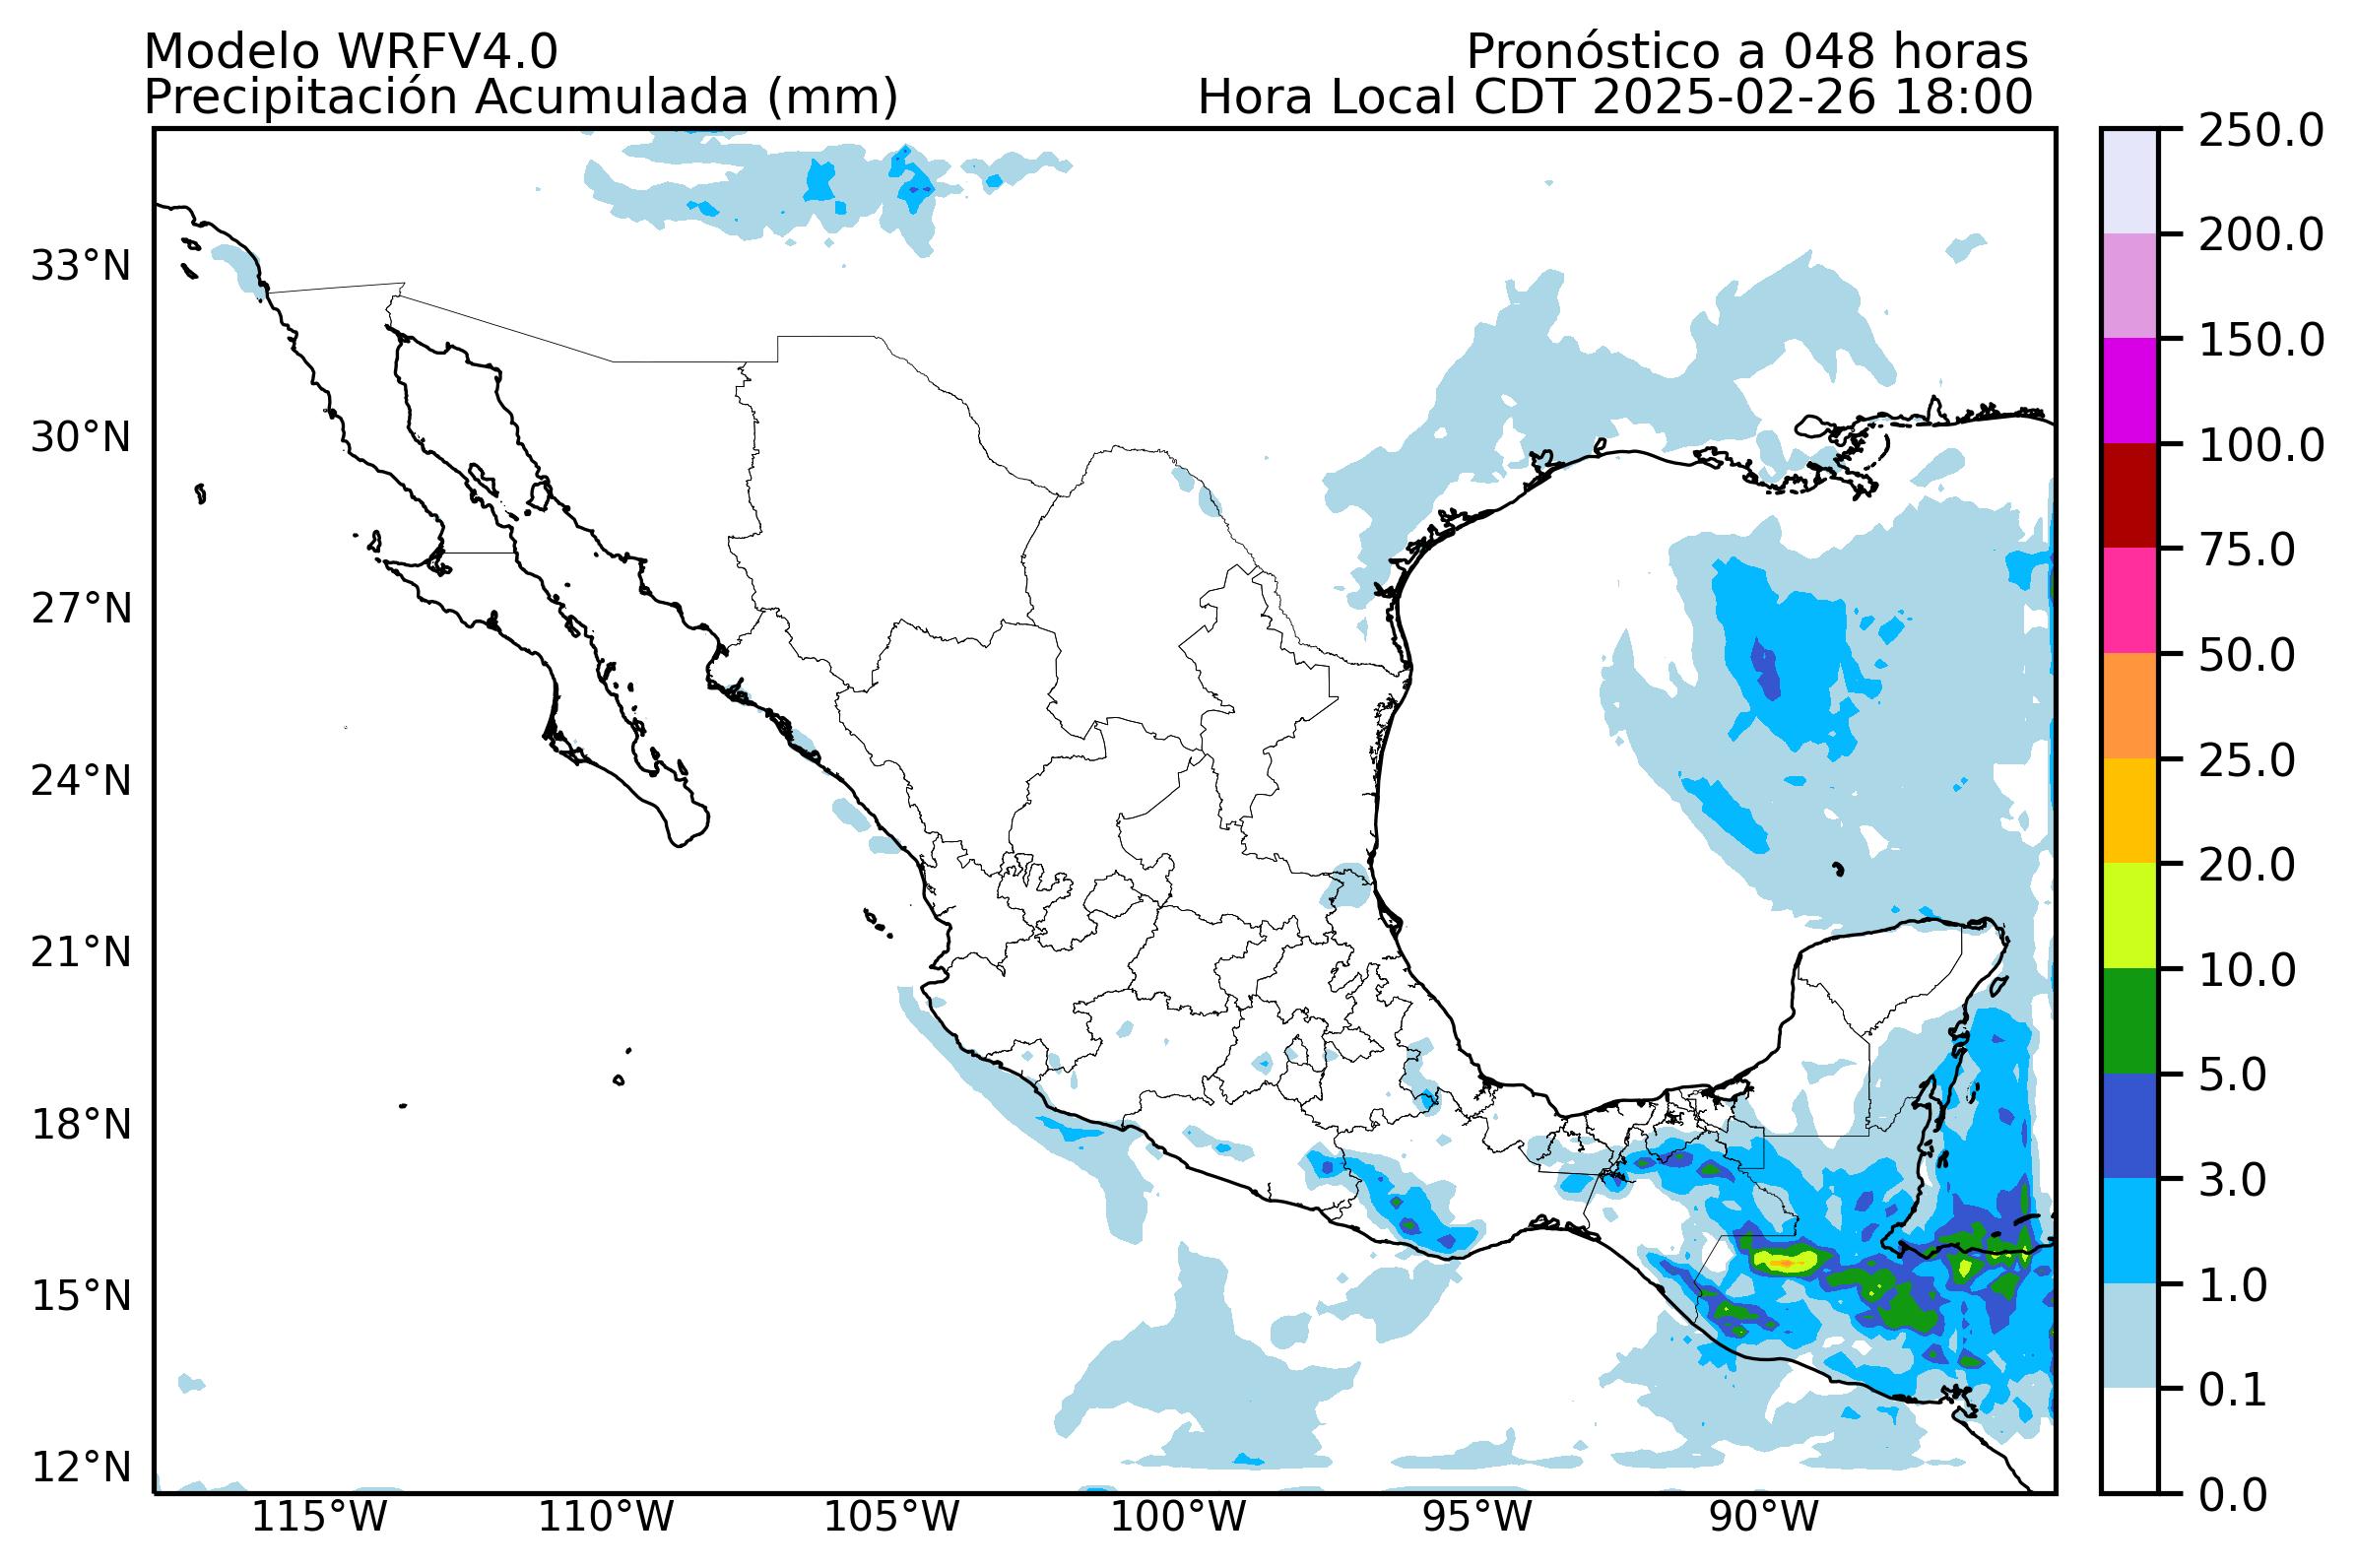 Modelo WRFV4.0
Pronóstico a 048 horas
Precipitación Acumulada (mm)
Hora Local CDT 2025-02-26 18:00
33°N
30°N
27°N
24°N
21°N
18°N
15°N
12°N
115°W
110°W
105°W
100°W
95°W
90°W
250.0
200.0
150.0
100.0
75.0
50.0
25.0
20.0
10.0
5.0
3.0
1.0
0.1
0.0